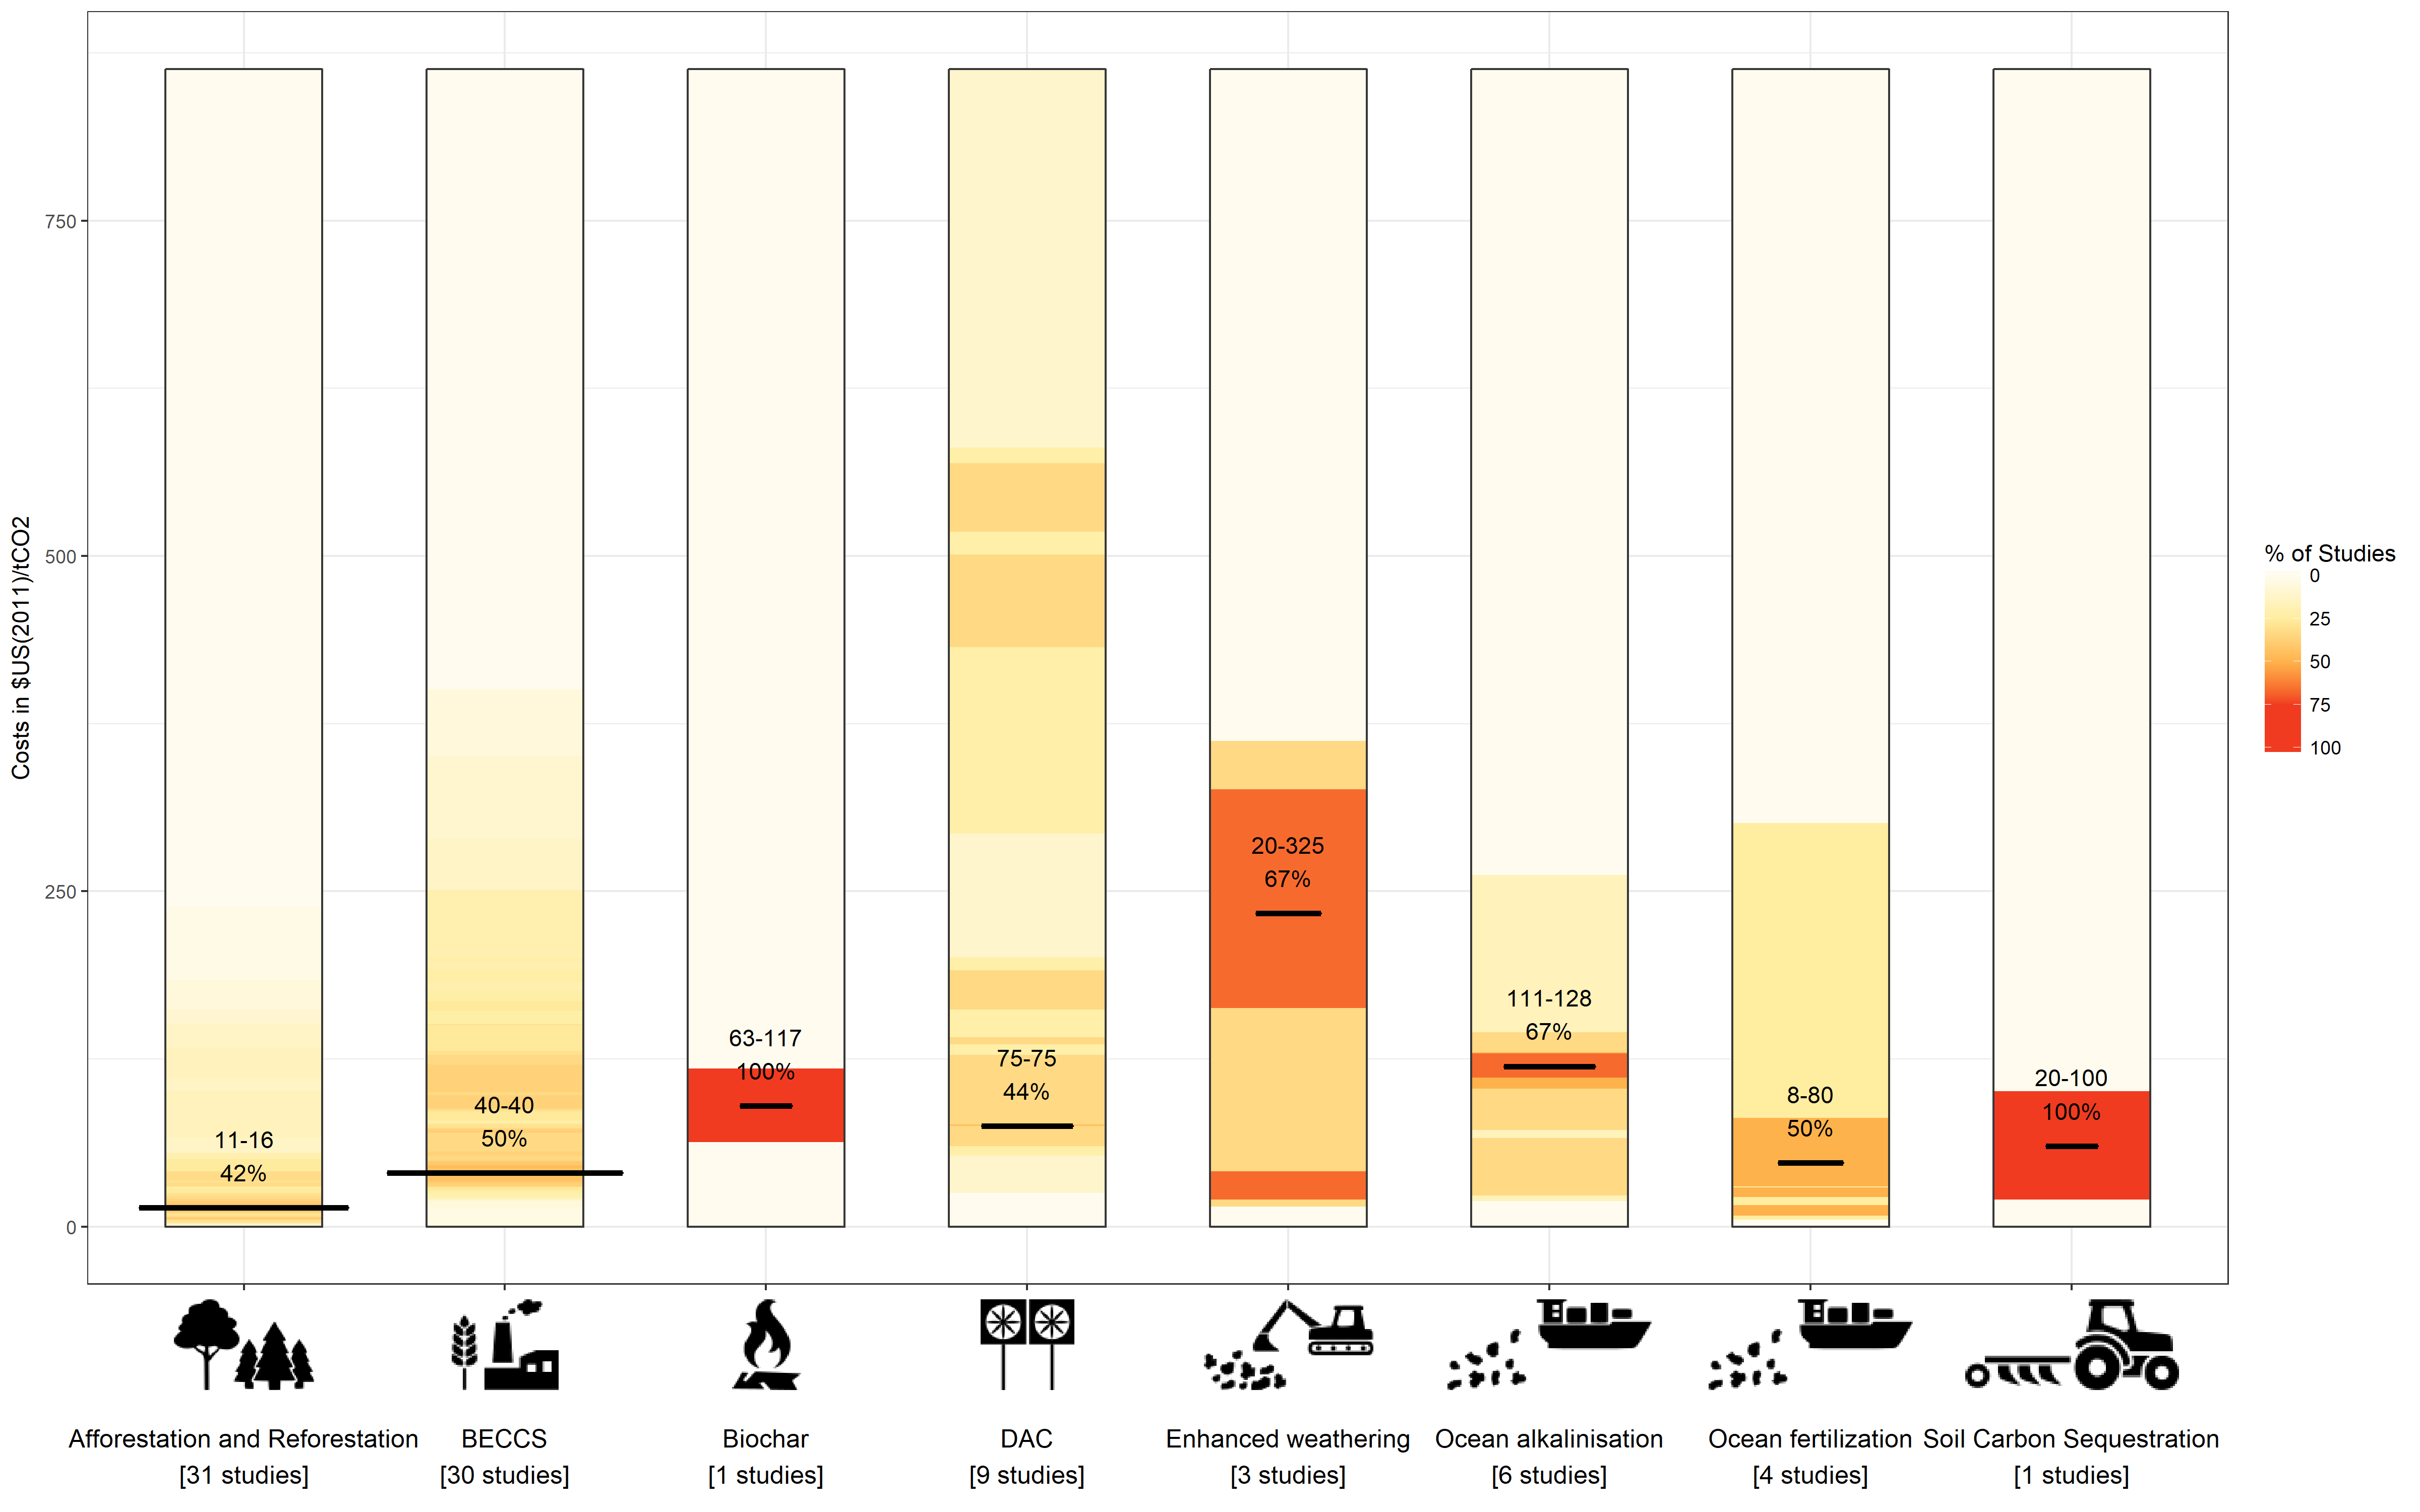 Costs in $US(2011)/tCO2
750
500
250
0
20-325
67%
111-128
67%
63-117
100%
75-75
44%
20-100
100%
40-40
50%
8-80
50%
11-16
42%
% of Studies
0
25
50
75
100
Afforestation and Reforestation
[31 studies]
BECCS
[30 studies]
Biochar
[1 studies]
DAC
[9 studies]
Enhanced weathering
[3 studies]
Ocean alkalinisation
[6 studies]
Ocean fertilization
[4 studies]
Soil Carbon Sequestration
[1 studies]